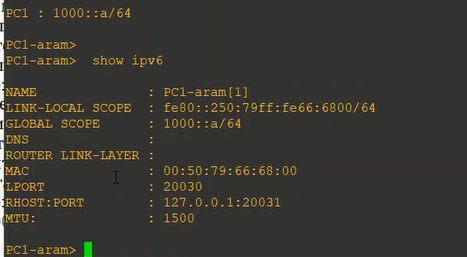 PC1 : 1000::a/64
PC1-aram>
PC1-aram> show ipv6
NAME : PC1-aram[1]
LINK-LOCAL SCOPE : fe80::250:79ff:fe66:6800/64
GLOBAL SCOPE : 1000::a/64
DNS :
ROUTER LINK-LAYER :
MAC : 00:50:79:66:68:00
LPORT : 20030
RHOST:PORT : 127.0.0.1:20031
MTU: : 1500
PC1-aram>